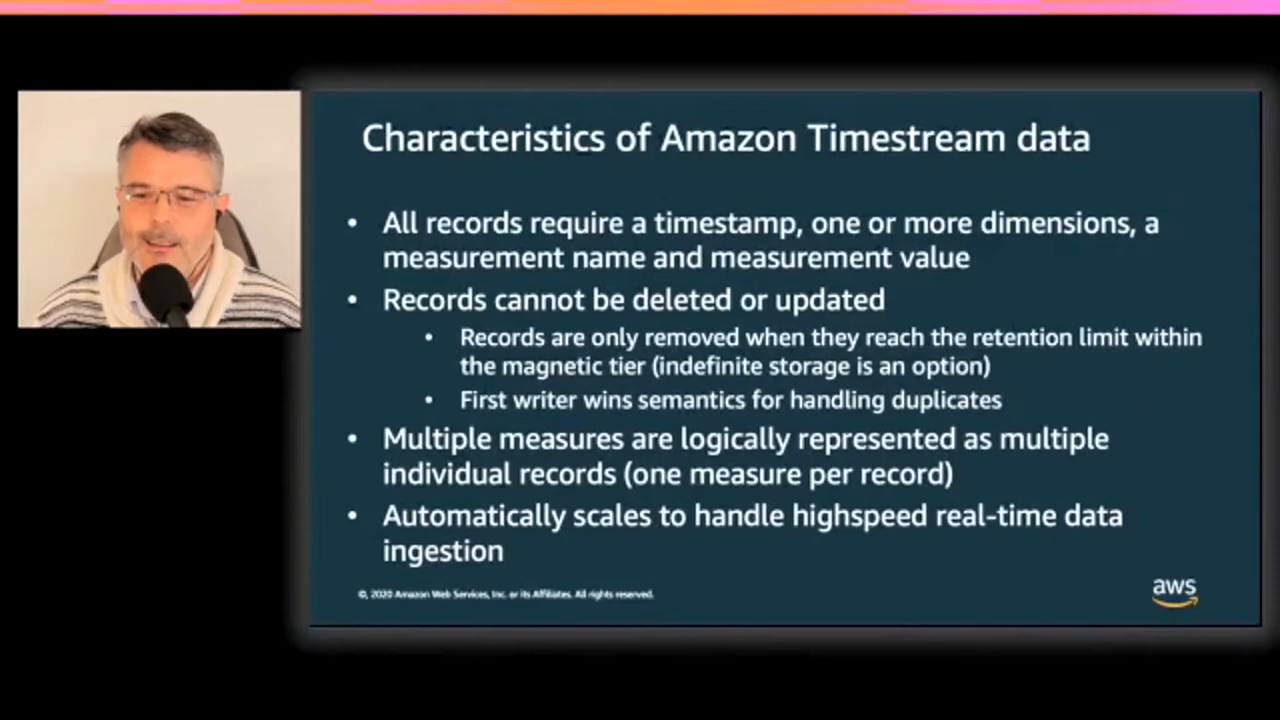 Characteristics of Amazon Timestream data
• All records require a timestamp, one or more dimensions, a
measurement name and measurement value
• Records cannot be deleted or updated
• Records are only removed when they reach the retention limit within
the magnetic tier (indefinite storage is an option)
• First writer wins semantics for handling duplicates
• Multiple measures are logically represented as multiple
individual records (one measure per record)
• Automatically scales to handle highspeed real-time data
ingestion
©, 2020 Amazon Web Services, Inc. or its Affiliates. All rights reserved.
aws